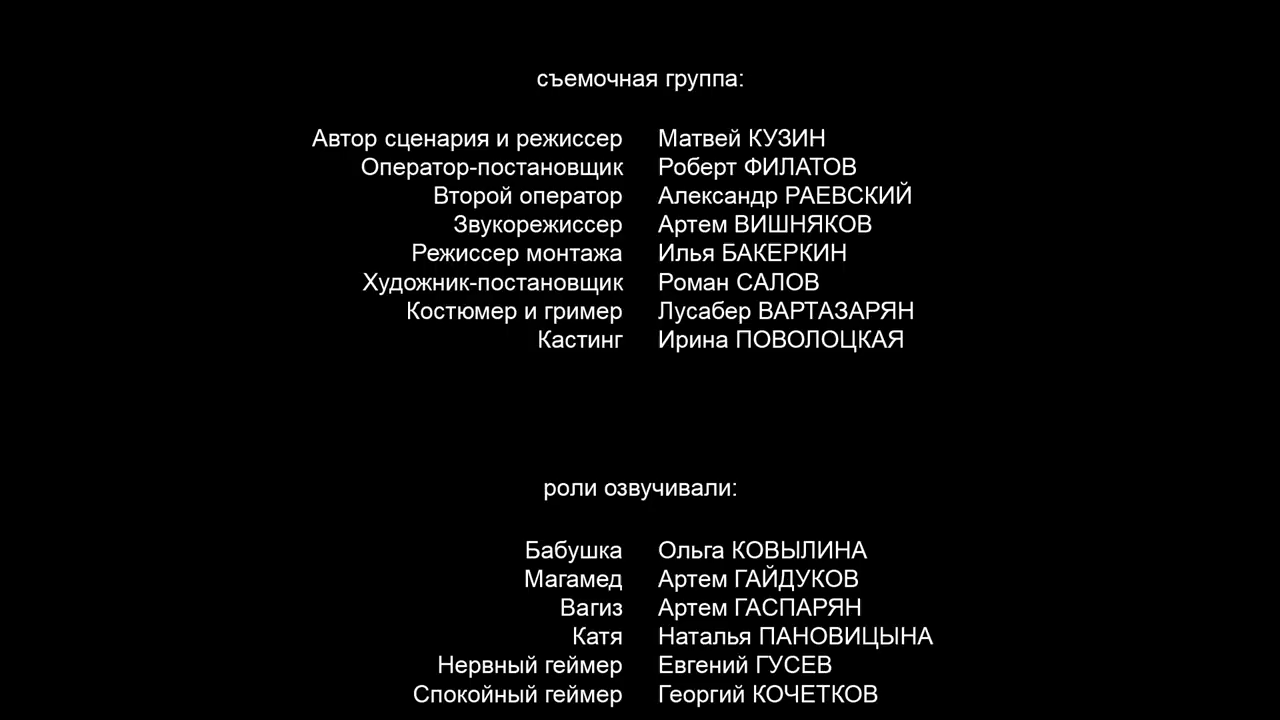 съемочная группа:
Автор сценария и режиссер Матвей КУЗИН
Оператор-постановщик Роберт ФИЛАТОВ
Второй оператор Александр РАЕВСКИЙ
Звукорежиссер Артем ВИШНЯКОВ
Режиссер монтажа Илья БАКЕРКИН
Художник-постановщик Роман САЛОВ
Костюмер и гример Лусабер ВАРТАЗАРЯН
Кастинг Ирина ПОВОЛОЦКАЯ
роли озвучивали:
Бабушка Ольга КОВЫЛИНА
Магамед Артем ГАЙДУКОВ
Вагиз Артем ГАСПАРЯН
Катя Наталья ПАНОВИЦЫНА
Нервный геймер Евгений ГУСЕВ
Спокойный геймер Георгий КОЧЕТКОВ